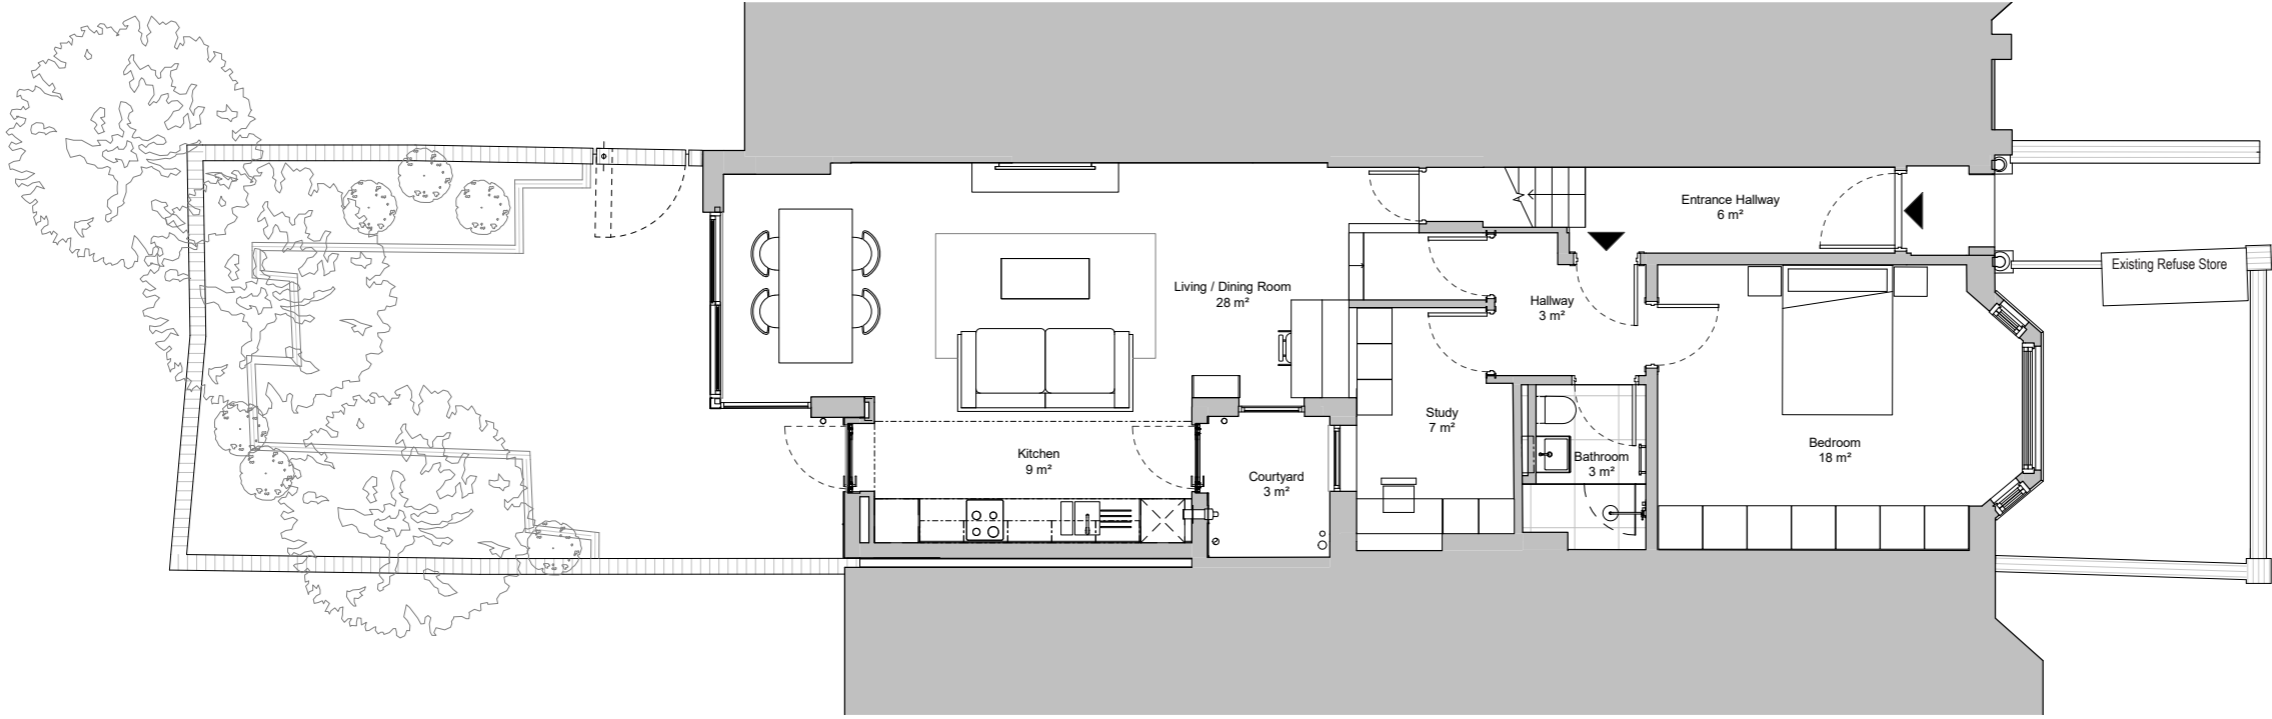 Entrance Hallway
6 m²
Existing Refuse Store
Living / Dining Room
28 m²
Hallway
3 m²
Study
7 m²
Bedroom
18 m²
Kitchen
9 m²
Bathroom
3 m²
Courtyard
3 m²